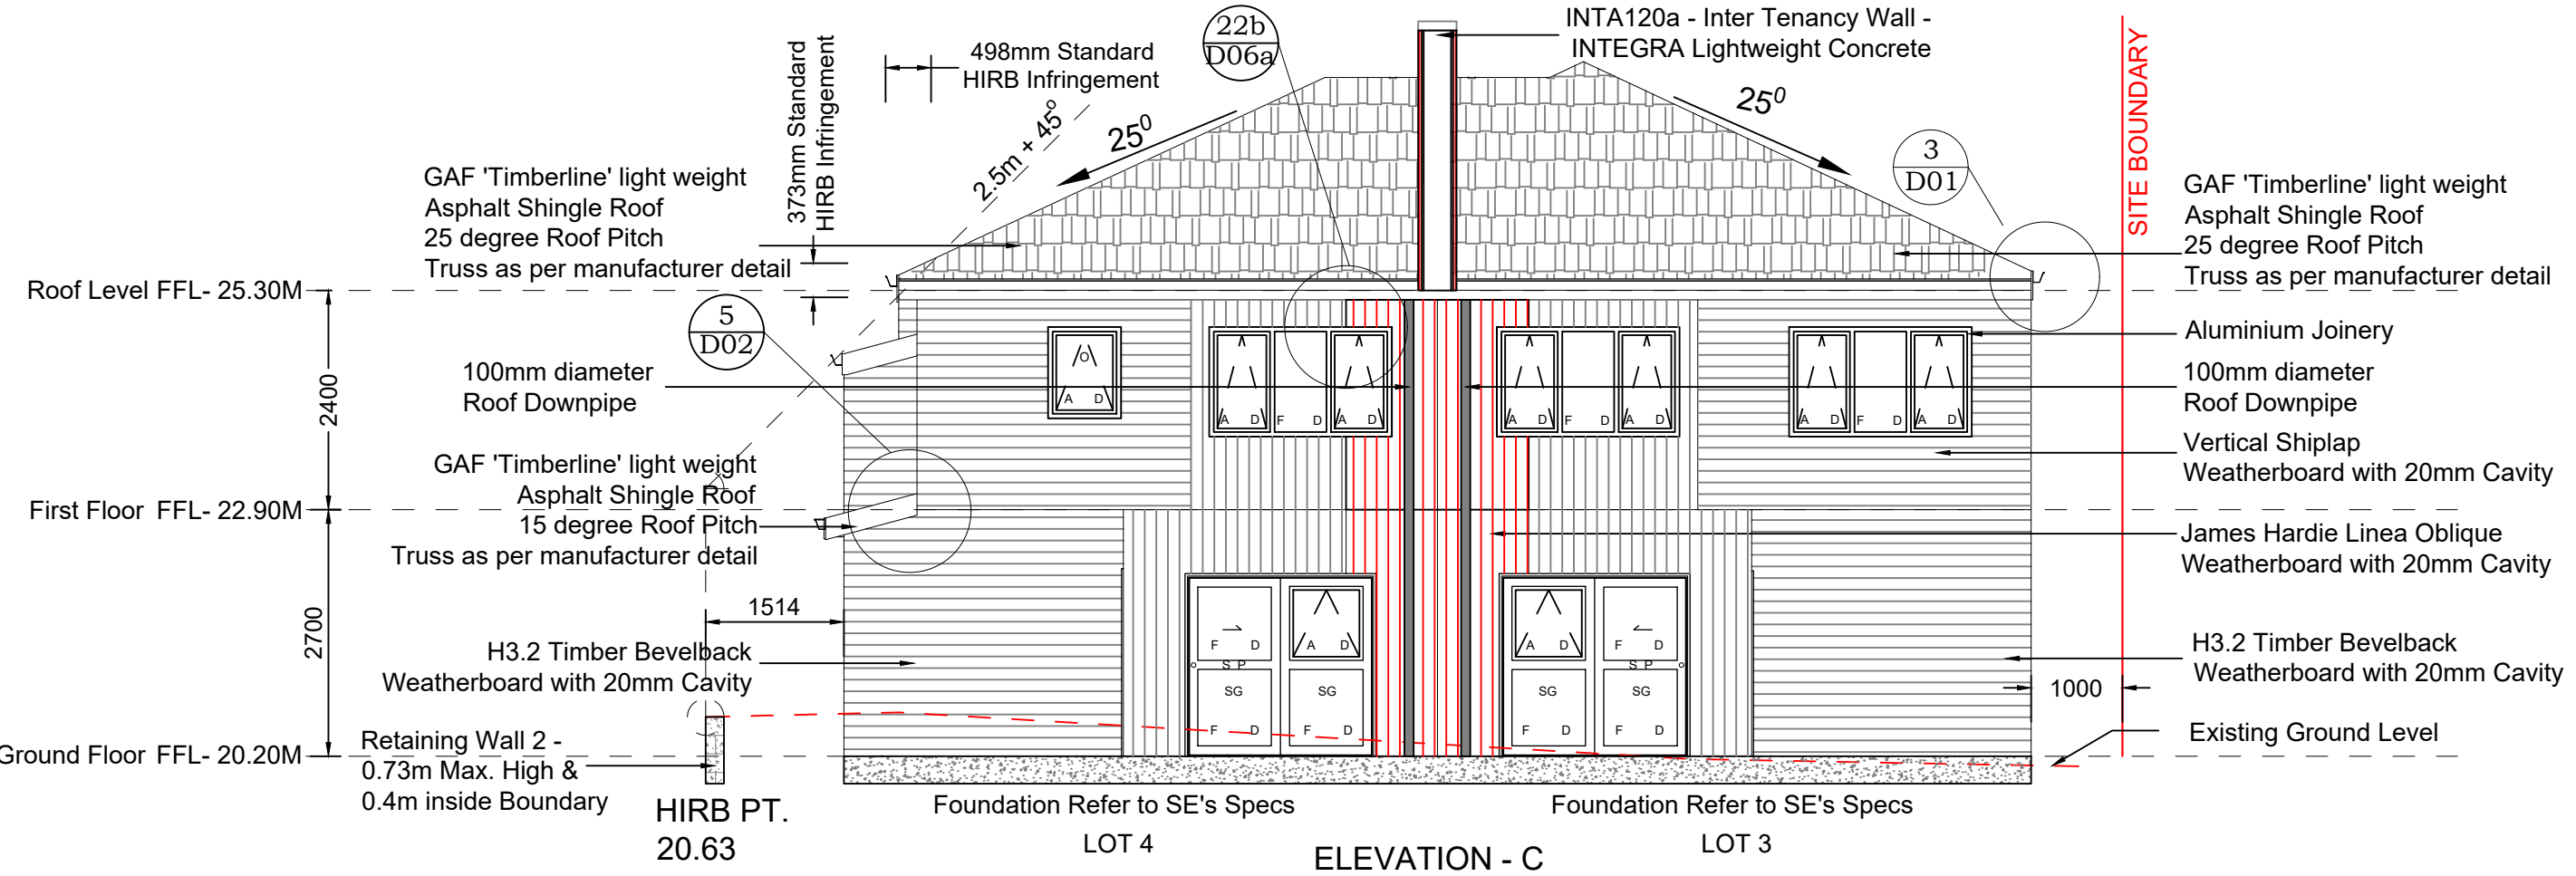 INTA120a - Inter Tenancy Wall -
INTEGRA Lightweight Concrete
22b
D06a
498mm Standard
HIRB Infringement
373mm Standard
HIRB Infringement
2.5m + 45°
25⁰
25⁰
3
D01
SITE BOUNDARY
GAF 'Timberline' light weight
Asphalt Shingle Roof
25 degree Roof Pitch
Truss as per manufacturer detail
GAF 'Timberline' light weight
Asphalt Shingle Roof
25 degree Roof Pitch
Truss as per manufacturer detail
Roof Level FFL- 25.30M
5
D02
Aluminium Joinery
100mm diameter
Roof Downpipe
100mm diameter
Roof Downpipe
2400
O
A D
A D F D A D
A D F D A D
A D F D A D
Vertical Shiplap
Weatherboard with 20mm Cavity
GAF 'Timberline' light weight
Asphalt Shingle Roof
15 degree Roof Pitch
Truss as per manufacturer detail
First Floor FFL- 22.90M
James Hardie Linea Oblique
Weatherboard with 20mm Cavity
2700
1514
F D A D
S P
SG SG
F D F D
A D F D
S P
SG SG
F D F D
H3.2 Timber Bevelback
Weatherboard with 20mm Cavity
H3.2 Timber Bevelback
Weatherboard with 20mm Cavity
1000
Existing Ground Level
Ground Floor FFL- 20.20M
Retaining Wall 2 -
0.73m Max. High &
0.4m inside Boundary
HIRB PT.
20.63
Foundation Refer to SE's Specs
Foundation Refer to SE's Specs
LOT 4
LOT 3
ELEVATION - C